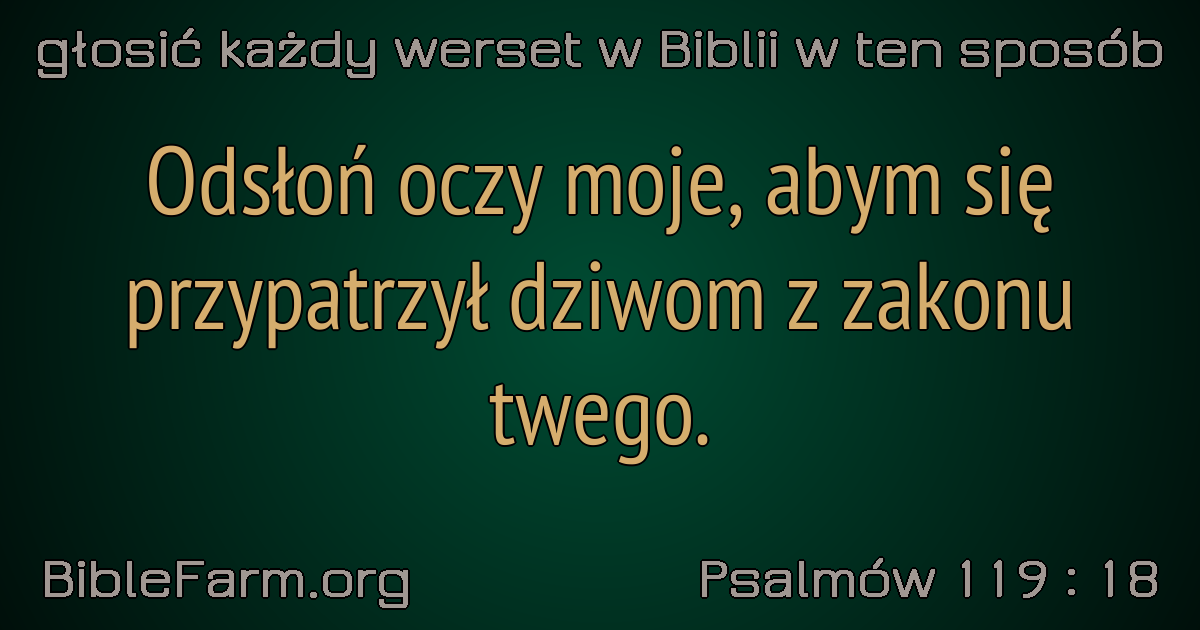 głosić każdy werset w Biblii w ten sposób
Odsłoń oczy moje, abym się
przypatrzył dziwom z zakonu
twego.
BibleFarm.org
Psalmów 119 : 18